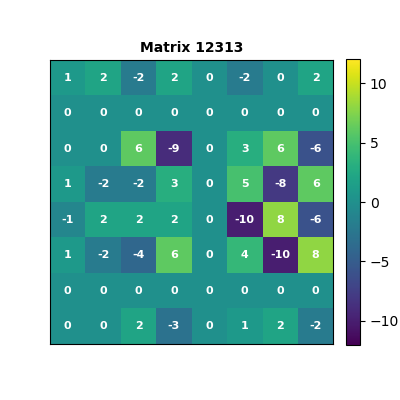 Matrix 12313
1 2 -2 2 0 -2 0 2
0 0 0 0 0 0 0 0
0 0 6 -9 0 3 6 -6
1 -2 -2 3 0 5 -8 6
-1 2 2 2 0 -10 8 -6
1 -2 -4 6 0 4 -10 8
0 0 0 0 0 0 0 0
0 0 2 -3 0 1 2 -2
10
5
0
−5
−10